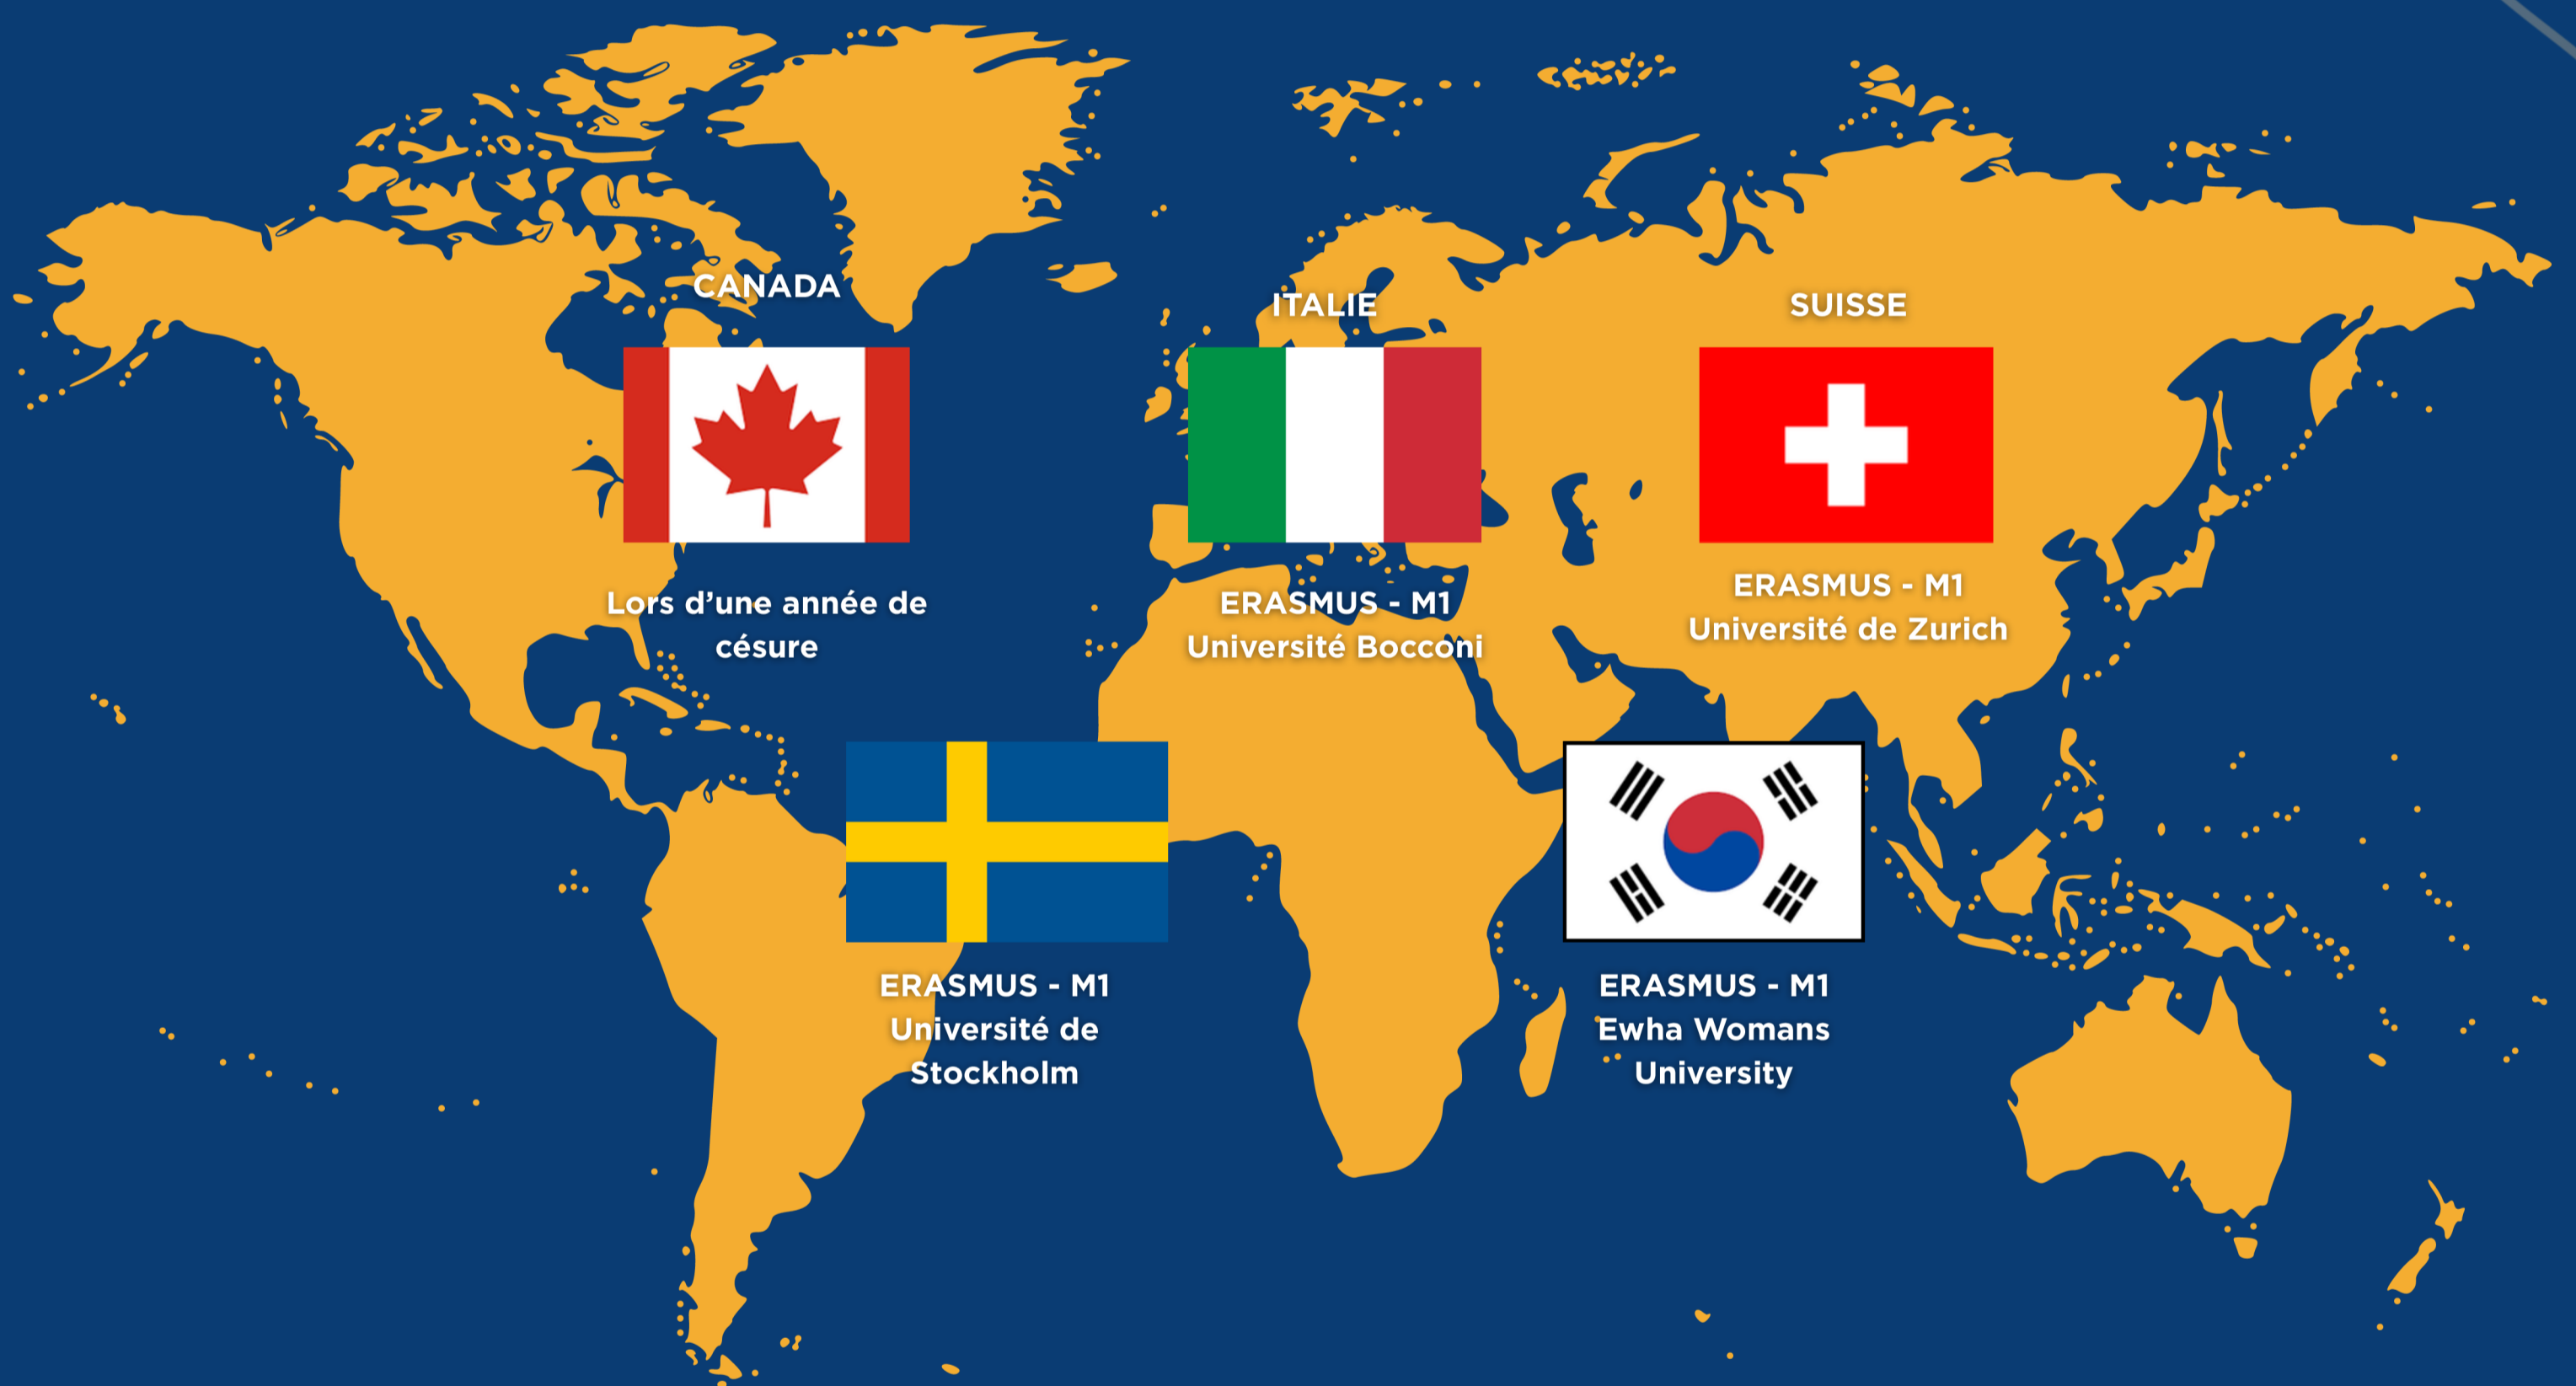 CANADA
Lors d’une année de
césure
ITALIE
ERASMUS - M1
Université Bocconi
SUISSE
ERASMUS - M1
Université de Zurich
ERASMUS - M1
Université de
Stockholm
ERASMUS - M1
Ewha Womans
University